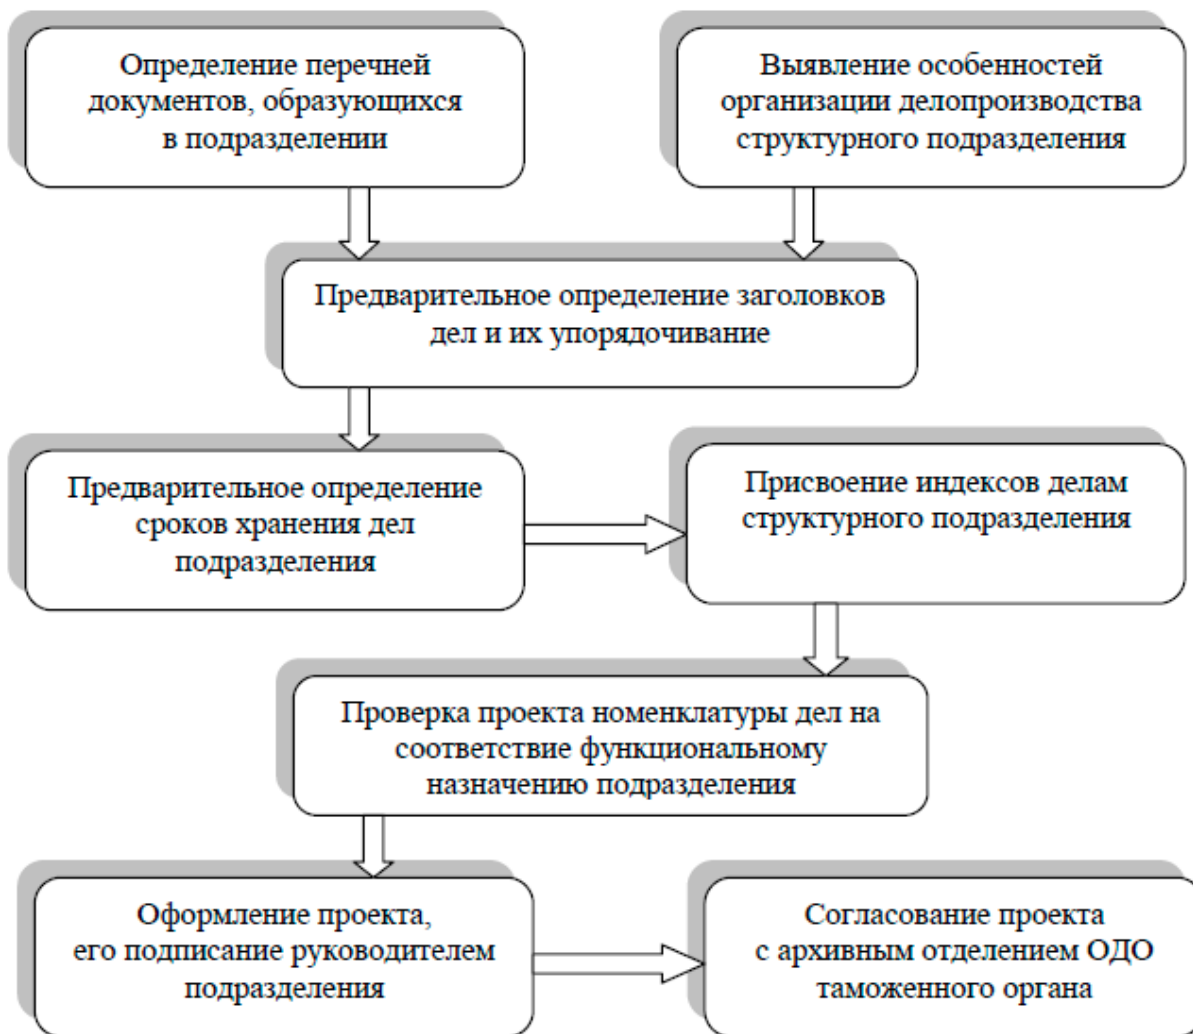 Определение перечней
документов, образующихся
в подразделении
Выявление особенностей
организации делопроизводства
структурного подразделения
Предварительное определение заголовков
дел и их упорядочивание
Предварительное определение
сроков хранения дел
подразделения
Присвоение индексов делам
структурного подразделения
Проверка проекта номенклатуры дел на
соответствие функциональному
назначению подразделения
Оформление проекта,
его подписание руководителем
подразделения
Согласование проекта
с архивным отделением ОДО
таможенного органа